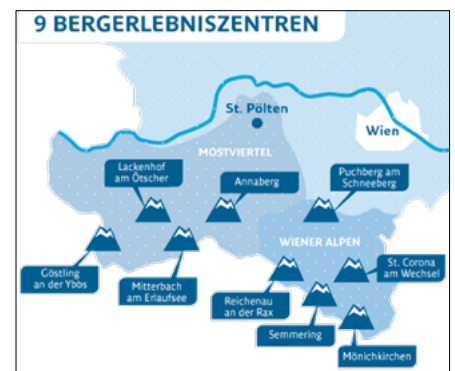 9 BERGERLEBNISZENTREN
St. Pölten
Wien
MOSTVIERTEL
Lackenhof
am Ötscher
Annaberg
Puchberg am
Schneeberg
WIENER ALPEN
Göstling
an der Ybbs
Mitterbach
am Erlaufsee
Reichenau
an der Rax
St. Corona
am Wechsel
Semmering
Mönichkirchen